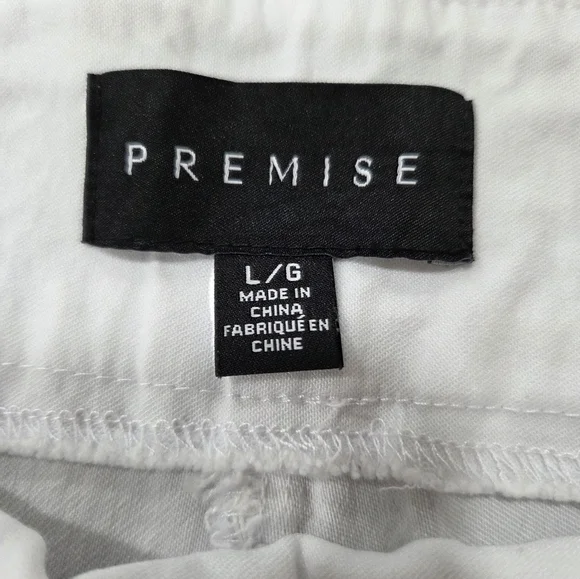 PREMISE
L/G
MADE IN
CHINA
FABRIQUÉ EN
CHINE